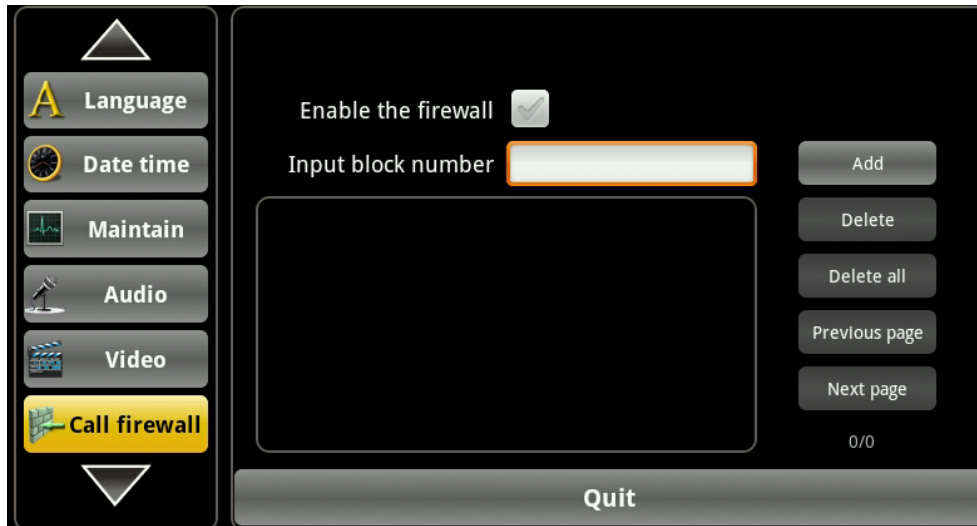 Language
Date time
Maintain
Audio
Video
Call firewall
Enable the firewall
Input block number
Add
Delete
Delete all
Previous page
Next page
0/0
Quit